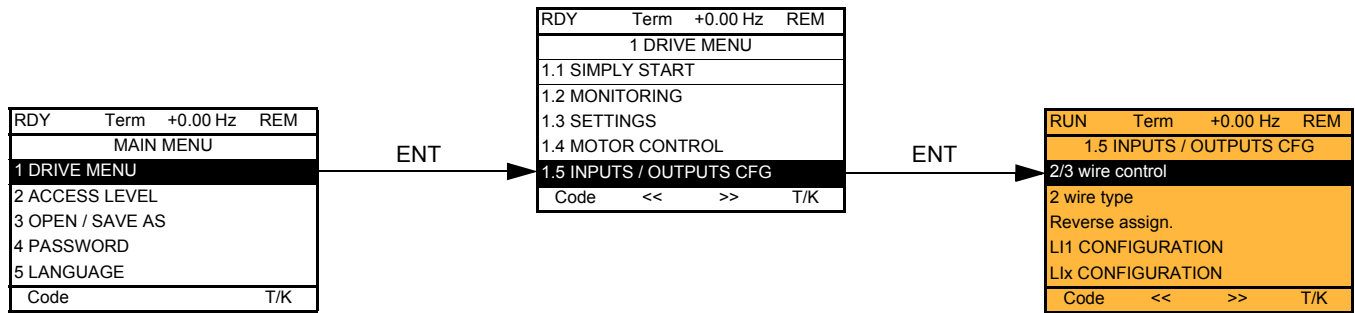 RDY Term +0.00 Hz REM
MAIN MENU
1 DRIVE MENU
2 ACCESS LEVEL
3 OPEN / SAVE AS
4 PASSWORD
5 LANGUAGE
Code T/K
ENT
RDY Term +0.00 Hz REM
1 DRIVE MENU
1.1 SIMPLY START
1.2 MONITORING
1.3 SETTINGS
1.4 MOTOR CONTROL
1.5 INPUTS / OUTPUTS CFG
Code << >> T/K
ENT
RUN Term +0.00 Hz REM
1.5 INPUTS / OUTPUTS CFG
2/3 wire control
2 wire type
Reverse assign.
LI1 CONFIGURATION
LIx CONFIGURATION
Code << >> T/K